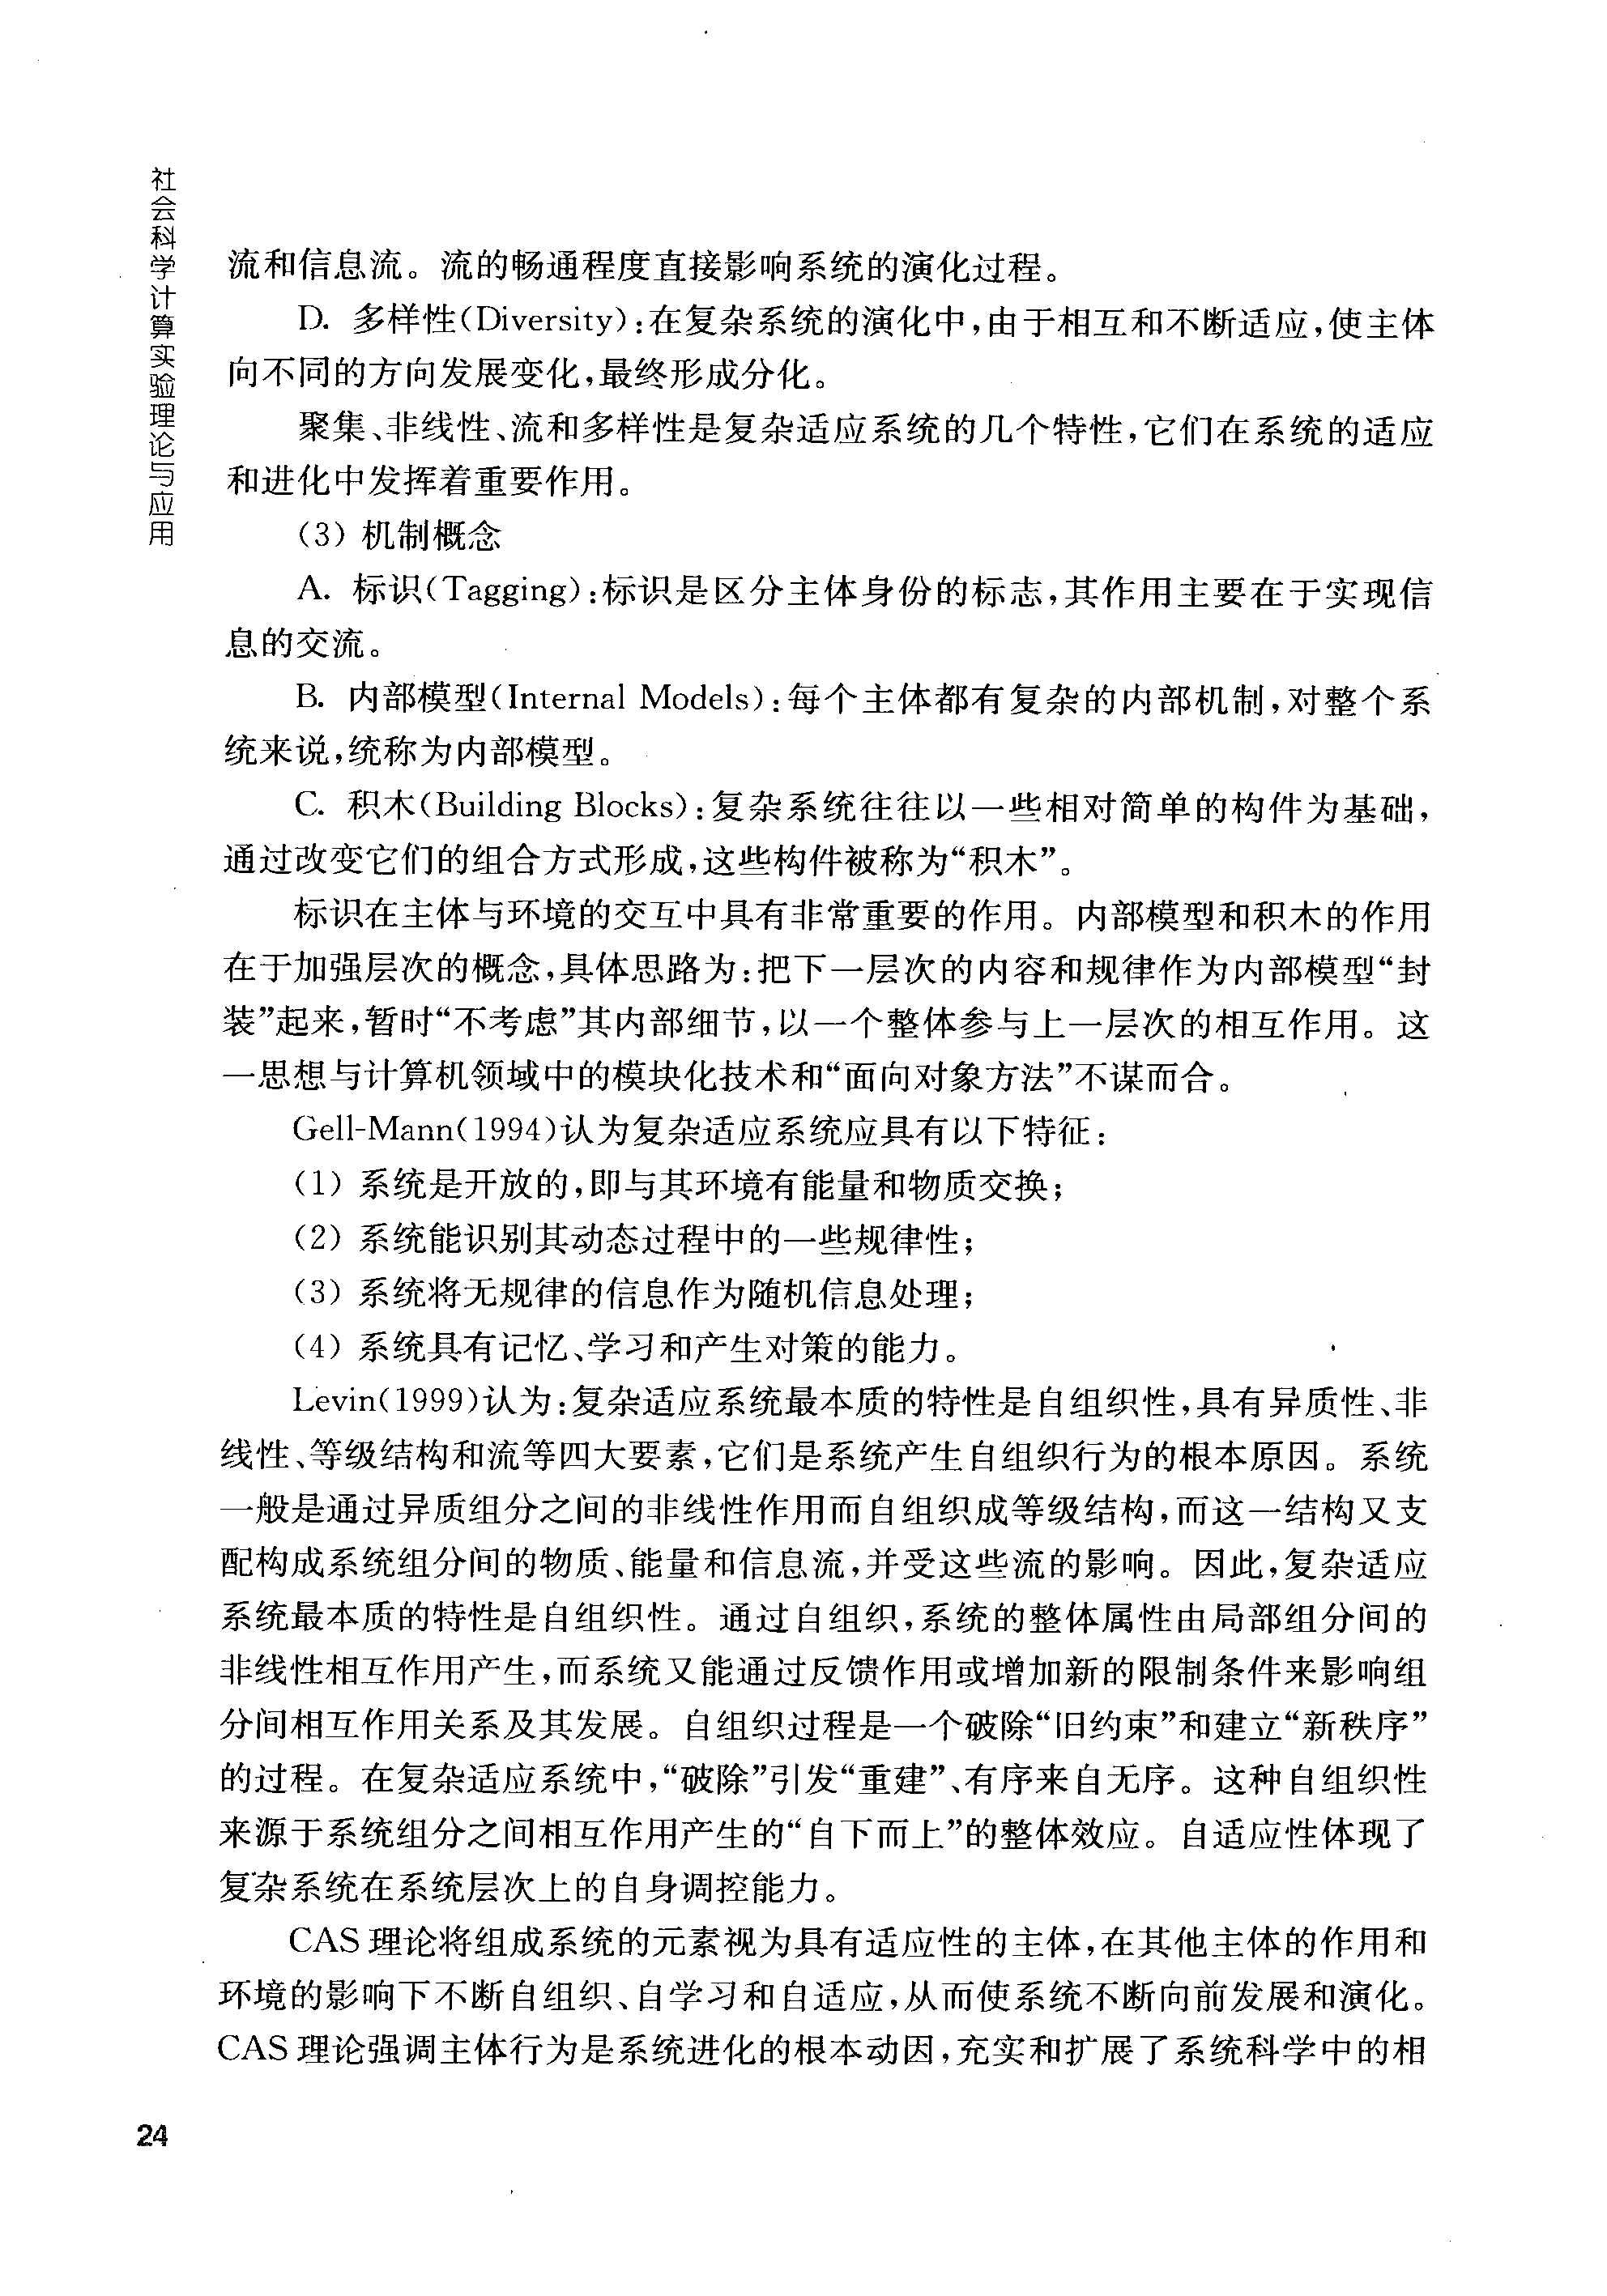 社会科学计算实验理论与应用
流和信息流。流的畅通程度直接影响系统的演化过程。
D. 多样性(Diversity):在复杂系统的演化中,由于相互和不断适应,使主体
向不同的方向发展变化,最终形成分化。
聚集、非线性、流和多样性是复杂适应系统的几个特性,它们在系统的适应
和进化中发挥着重要作用。
(3) 机制概念
A. 标识(Tagging):标识是区分主体身份的标志,其作用主要在于实现信
息的交流。
B. 内部模型(Internal Models):每个主体都有复杂的内部机制,对整个系
统来说,统称为内部模型。
C. 积木(Building Blocks):复杂系统往往以一些相对简单的构件为基础,
通过改变它们的组合方式形成,这些构件被称为“积木”。
标识在主体与环境的交互中具有非常重要的作用。内部模型和积木的作用
在于加强层次的概念,具体思路为:把下一层次的内容和规律作为内部模型“封
装”起来,暂时“不考虑”其内部细节,以一个整体参与上一层次的相互作用。这
一思想与计算机领域中的模块化技术和“面向对象方法”不谋而合。
Gell-Mann(1994)认为复杂适应系统应具有以下特征:
(1) 系统是开放的,即与其环境有能量和物质交换;
(2) 系统能识别其动态过程中的一些规律性;
(3) 系统将无规律的信息作为随机信息处理;
(4) 系统具有记忆、学习和产生对策的能力。
Levin(1999)认为:复杂适应系统最本质的特性是自组织性,具有异质性、非
线性、等级结构和流等四大要素,它们是系统产生自组织行为的根本原因。系统
一般是通过异质组分之间的非线性作用而自组织成等级结构,而这一结构又支
配构成系统组分间的物质、能量和信息流,并受这些流的影响。因此,复杂适应
系统最本质的特性是自组织性。通过自组织,系统的整体属性由局部组分间的
非线性相互作用产生,而系统又能通过反馈作用或增加新的限制条件来影响组
分间相互作用关系及其发展。自组织过程是一个破除“旧约束”和建立“新秩序”
的过程。在复杂适应系统中,“破除”引发“重建”、有序来自无序。这种自组织性
来源于系统组分之间相互作用产生的“自下而上”的整体效应。自适应性体现了
复杂系统在系统层次上的自身调控能力。
CAS理论将组成系统的元素视为具有适应性的主体,在其他主体的作用和
环境的影响下不断自组织、自学习和自适应,从而使系统不断向前发展和演化。
CAS理论强调主体行为是系统进化的根本动因,充实和扩展了系统科学中的相
24